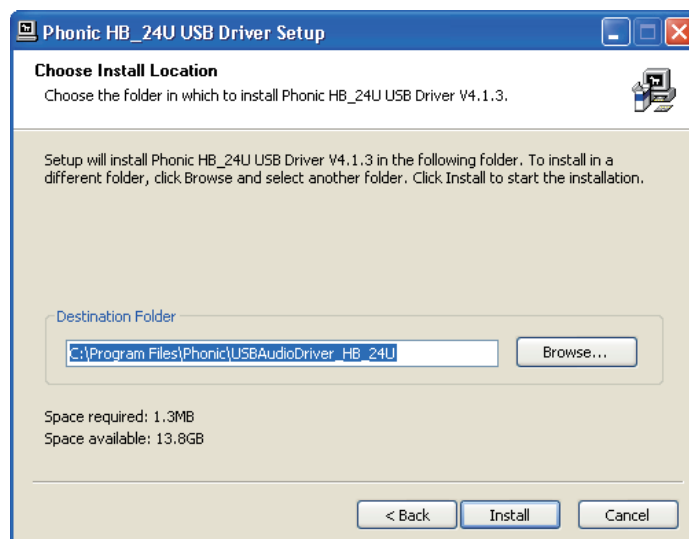 Phonic HB_24U USB Driver Setup
Choose Install Location
Choose the folder in which to install Phonic HB_24U USB Driver V4.1.3.
Setup will install Phonic HB_24U USB Driver V4.1.3 in the following folder. To install in a
different folder, click Browse and select another folder. Click Install to start the installation.
Destination Folder
C:\Program Files\Phonic\USBAudioDriver_HB_24U
Browse...
Space required: 1.3MB
Space available: 13.8GB
< Back
Install
Cancel